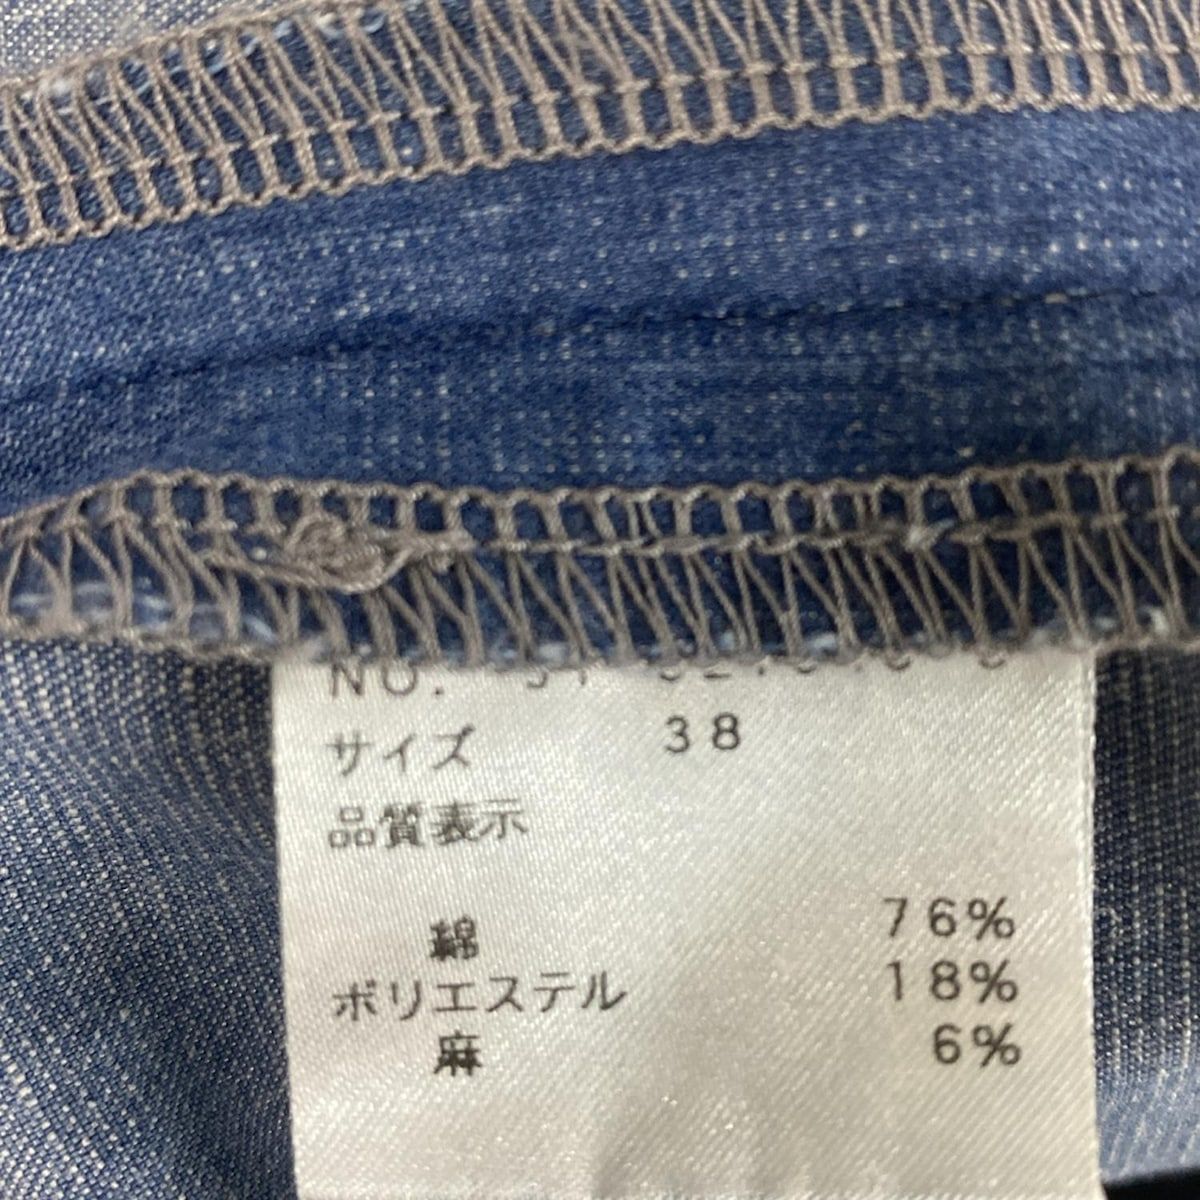 NO.
サイズ 38
品質表示
綿 76%
ポリエステル 18%
麻 6%